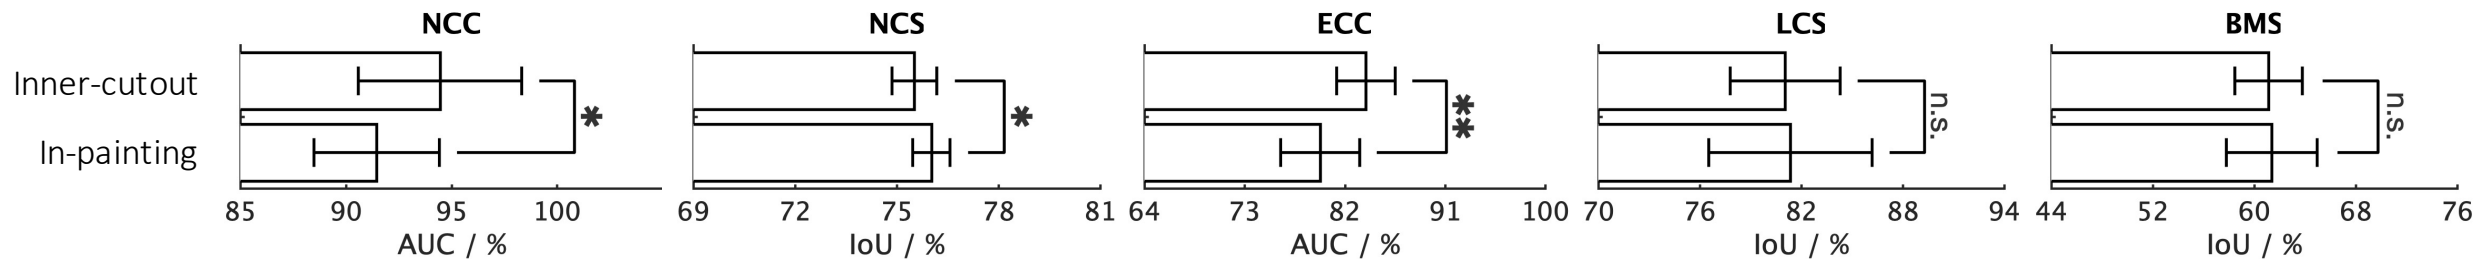 NCC NCS ECC LCS BMS
Inner-cutout
* * ** n.s. n.s.
In-painting
85 90 95 100 69 72 75 78 81 64 73 82 91 100 70 76 82 88 94 44 52 60 68 76
AUC / % IoU / % AUC / % IoU / % IoU / %